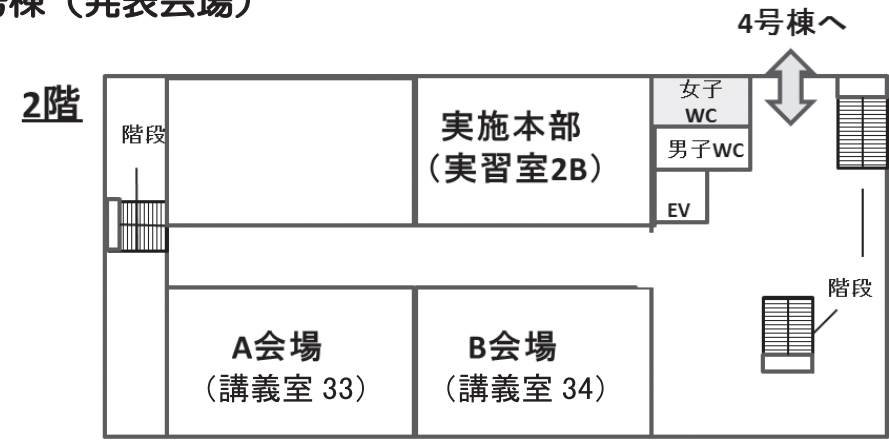 号棟（発表会場）
4号棟へ
2階
階段
女子
WC
実施本部
（実習室2B）
男子WC
EV
階段
A会場
（講義室 33）
B会場
（講義室 34）